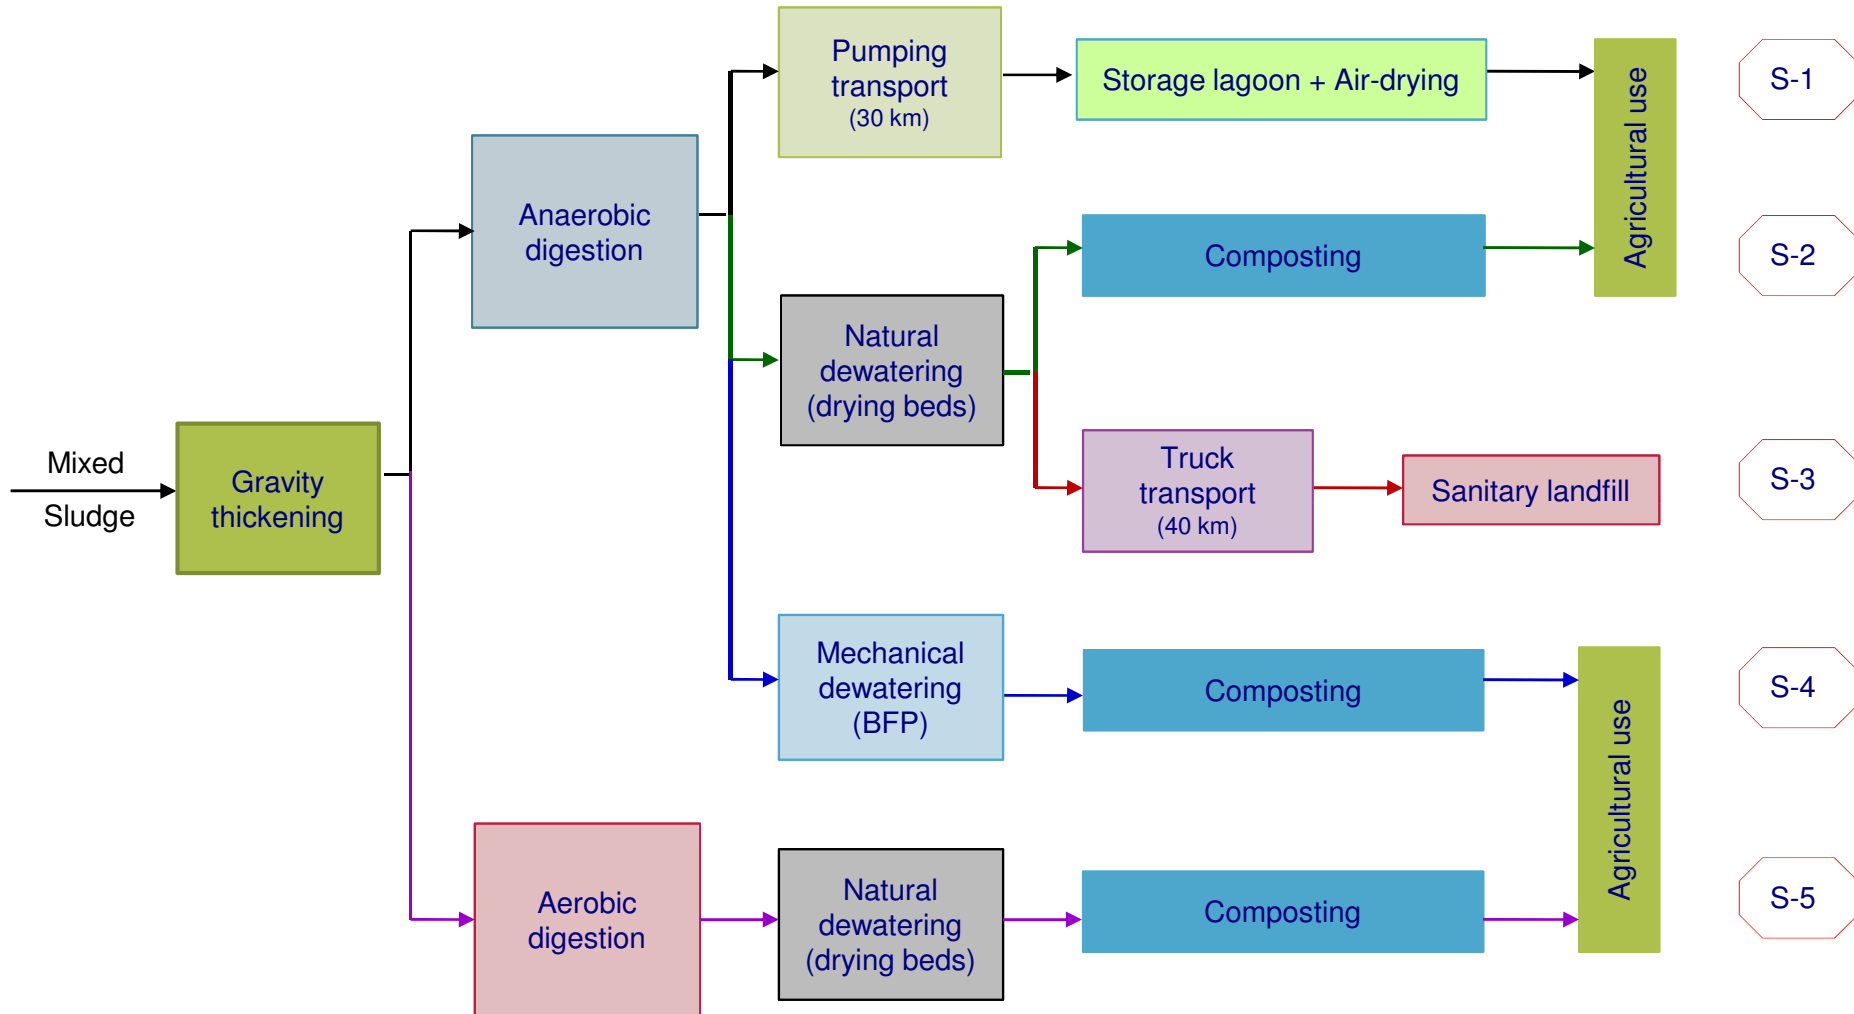 Mixed
Sludge
Gravity
thickening
Anaerobic
digestion
Aerobic
digestion
Pumping
transport
(30 km)
Storage lagoon + Air-drying
Agricultural use
S-1
Natural
dewatering
(drying beds)
Composting
S-2
Truck
transport
(40 km)
Sanitary landfill
S-3
Mechanical
dewatering
(BFP)
Composting
Agricultural use
S-4
Natural
dewatering
(drying beds)
Composting
S-5